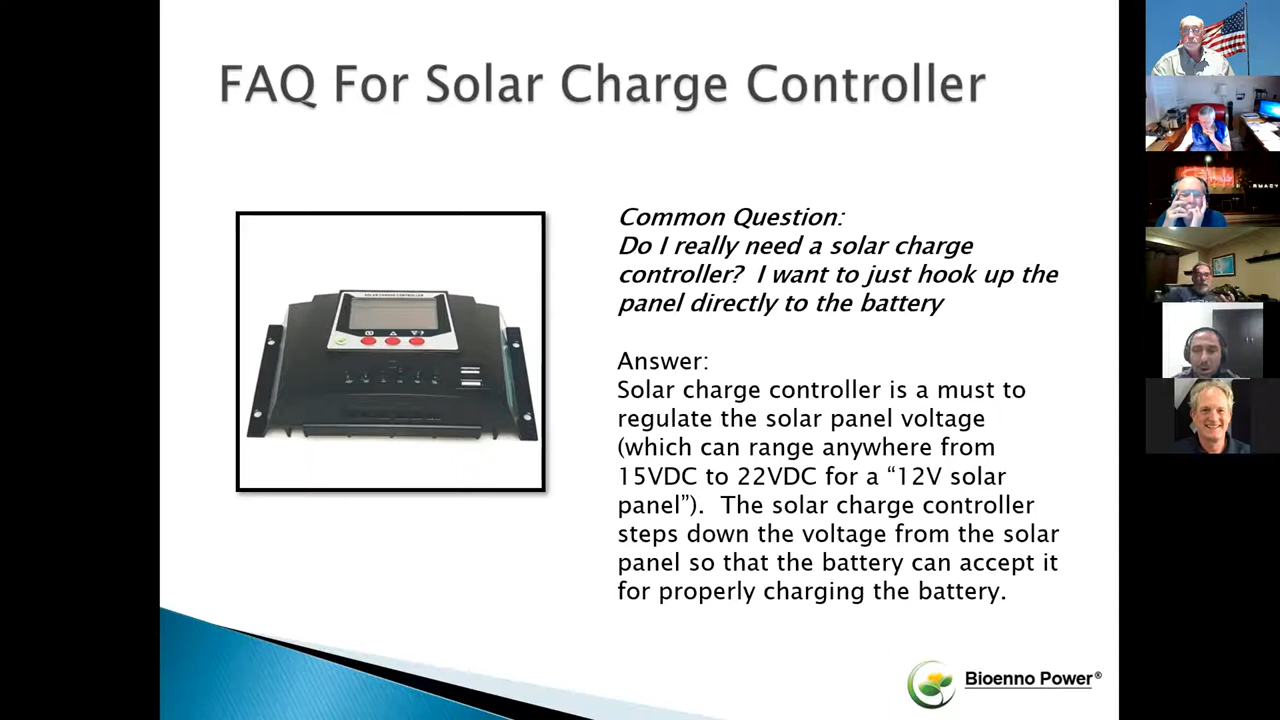 FAQ For Solar Charge Controller
SOLAR CHARGE CONTROLLER
Common Question:
Do I really need a solar charge
controller?  I want to just hook up the
panel directly to the battery
Answer:
Solar charge controller is a must to
regulate the solar panel voltage
(which can range anywhere from
15VDC to 22VDC for a “12V solar
panel”).  The solar charge controller
steps down the voltage from the solar
panel so that the battery can accept it
for properly charging the battery.
Bioenno Power®